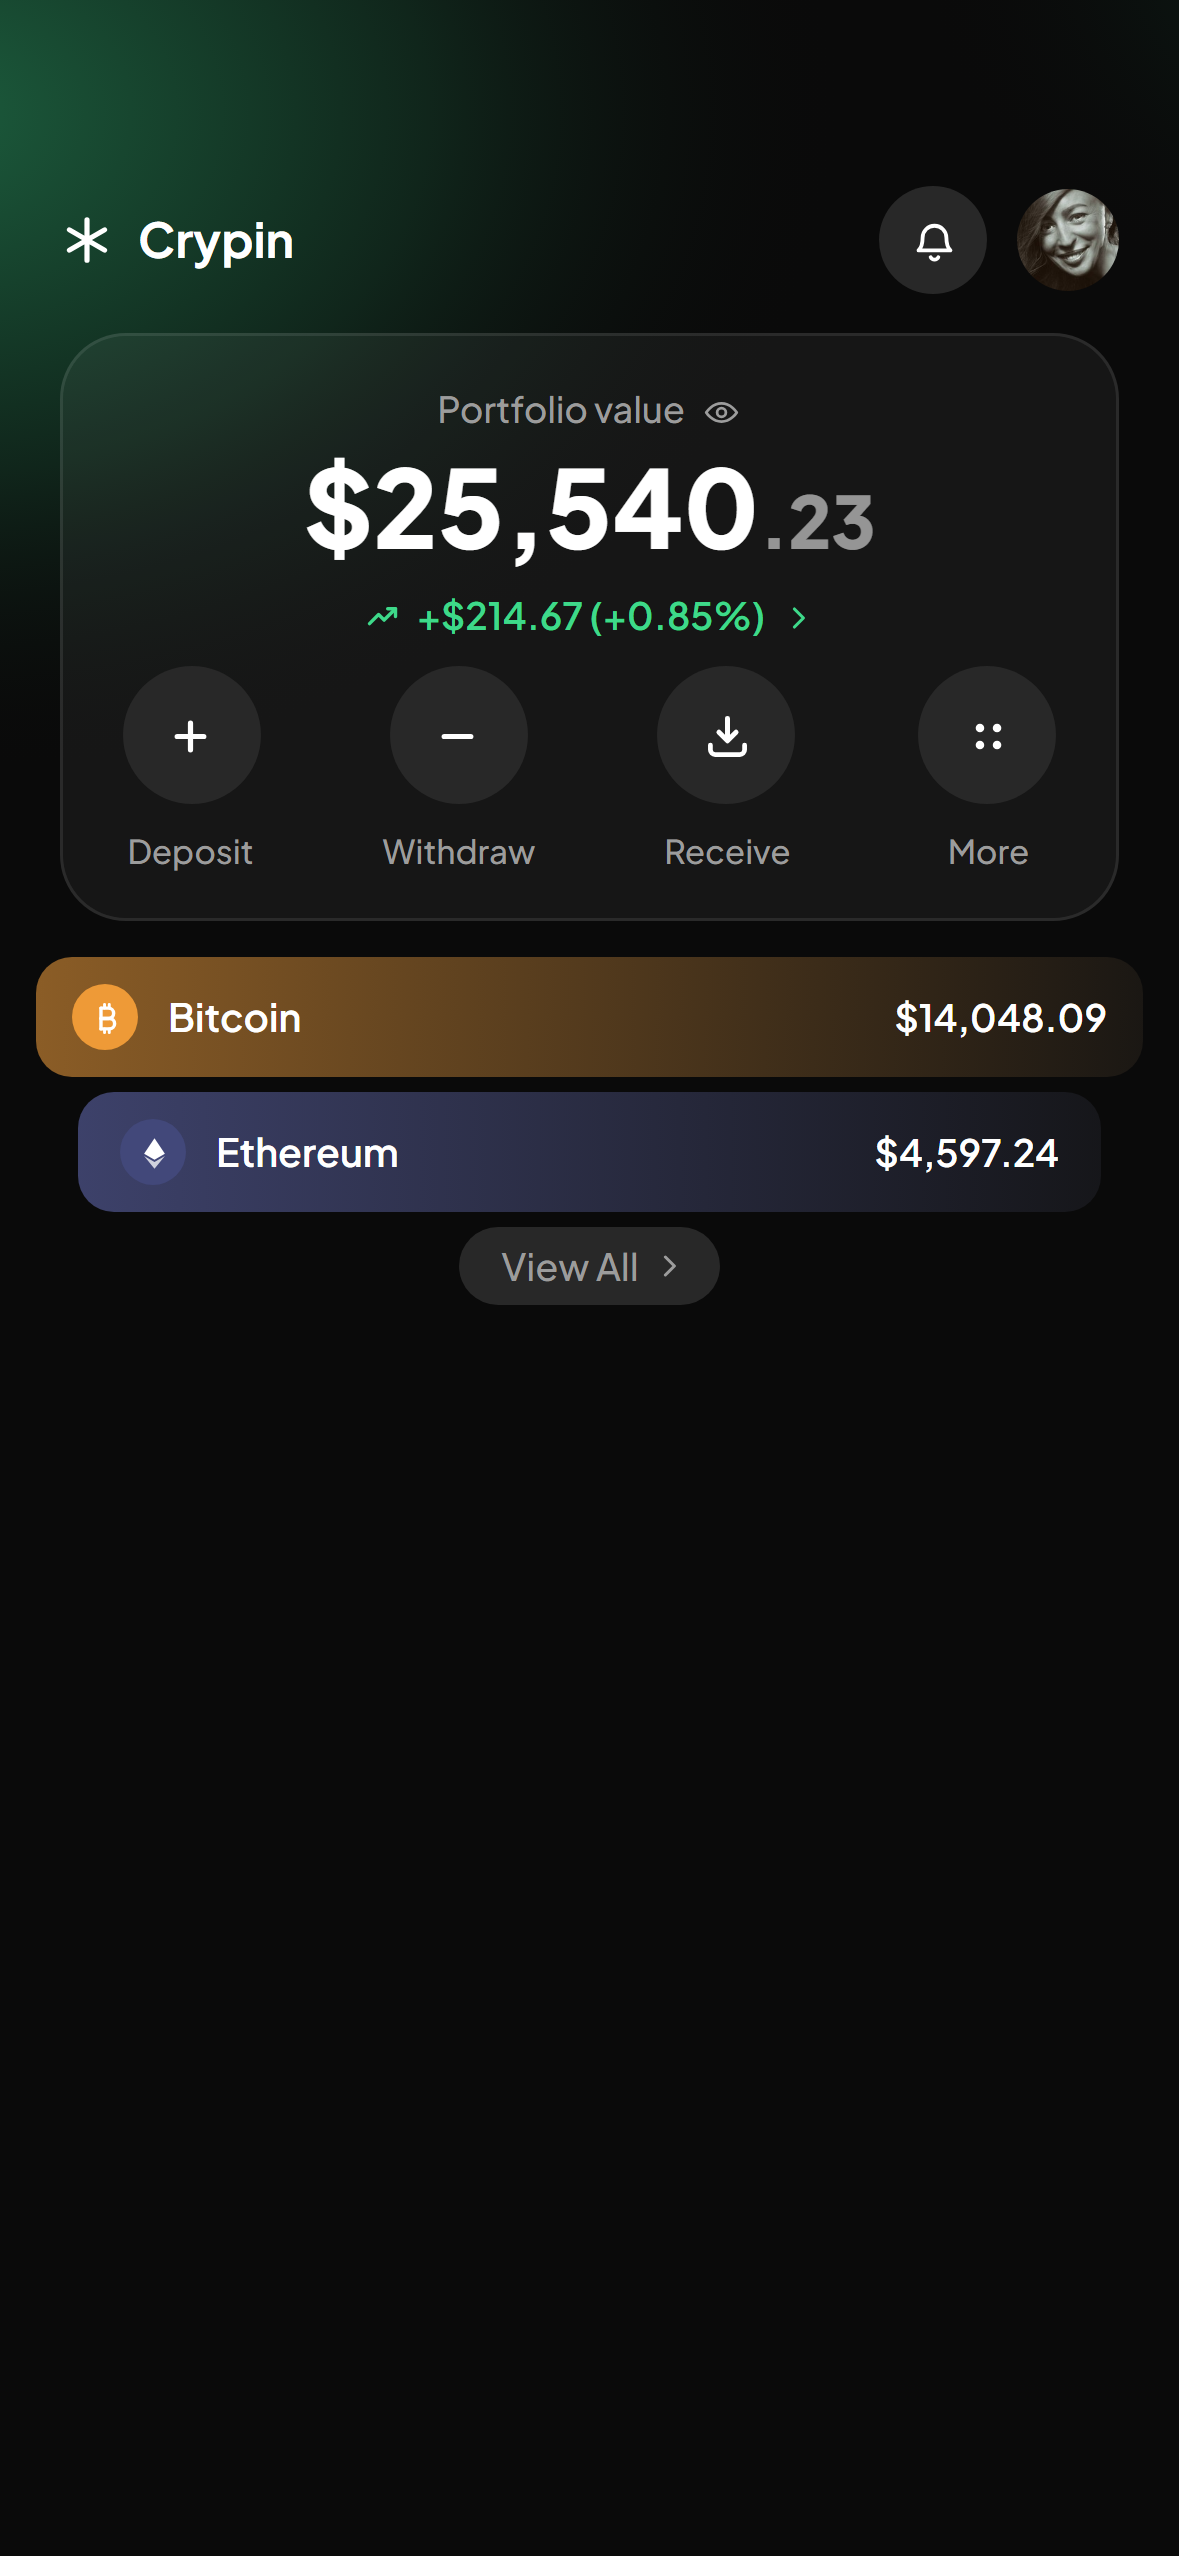 Crypin
Portfolio value
$25,540.23
+$214.67 (+0.85%)
Deposit Withdraw Receive More
Bitcoin $14,048.09
Ethereum $4,597.24
View All